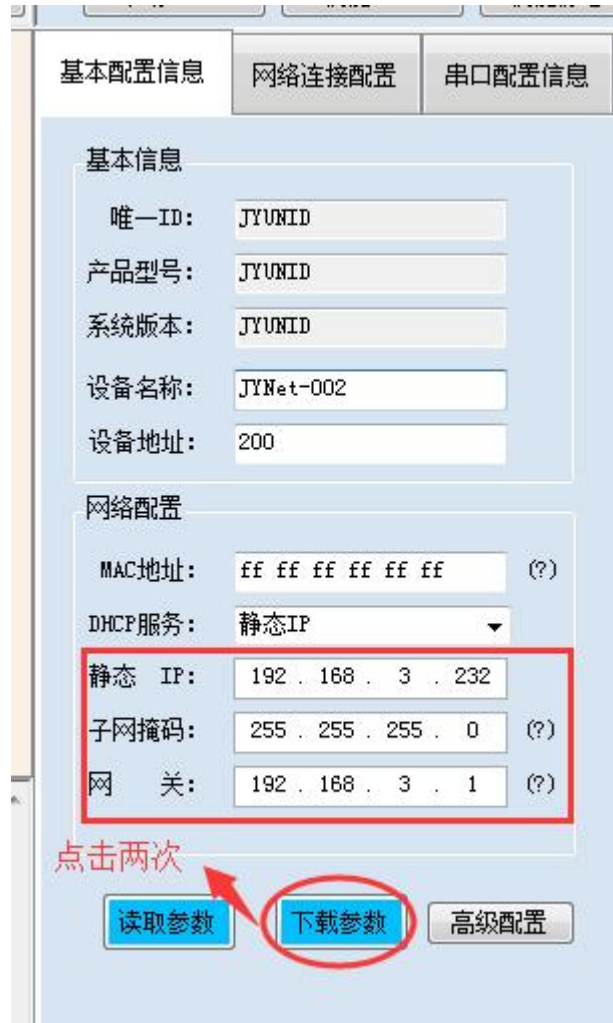 基本配置信息 网络连接配置 串口配置信息
基本信息
唯一ID: JYUNID
产品型号: JYUNID
系统版本: JYUNID
设备名称: JYNet-002
设备地址: 200
网络配置
MAC地址: ff ff ff ff ff ff (?)
DHCP服务: 静态IP
静态 IP: 192 . 168 . 3 . 232
子网掩码: 255 . 255 . 255 . 0 (?)
网 关: 192 . 168 . 3 . 1 (?)
点击两次
读取参数 下载参数 高级配置